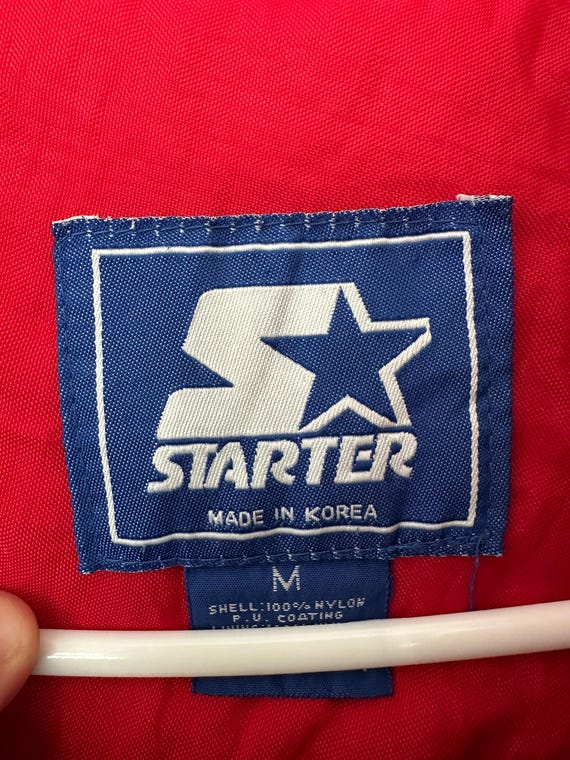 STARTER
MADE IN KOREA
M
SHELL:100% NYLON
P.U. COATING